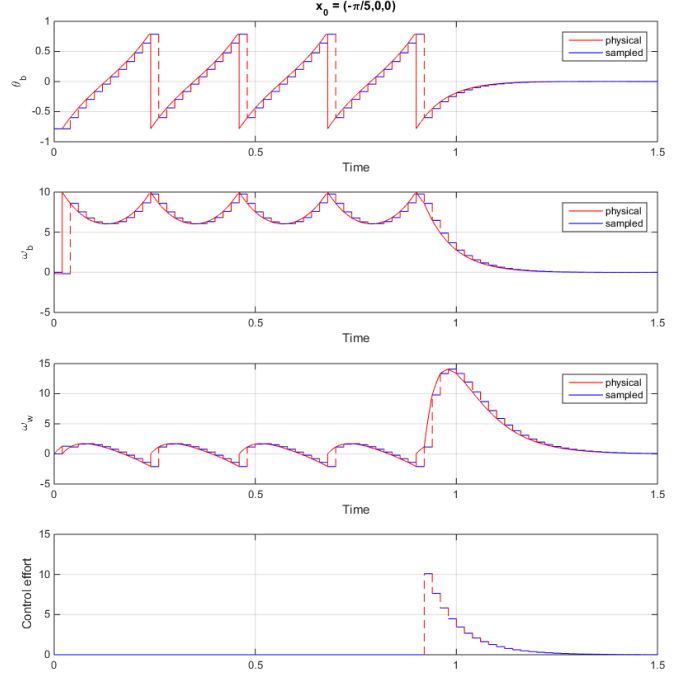 x0 = (-π/5,0,0)
1
0.5
0
-0.5
-1
θb
physical
sampled
0 0.5 1 1.5
Time
10
5
0
-5
ωb
physical
sampled
0 0.5 1 1.5
Time
15
10
5
0
-5
ωw
physical
sampled
0 0.5 1 1.5
Time
15
10
5
0
Control effort
0 0.5 1 1.5